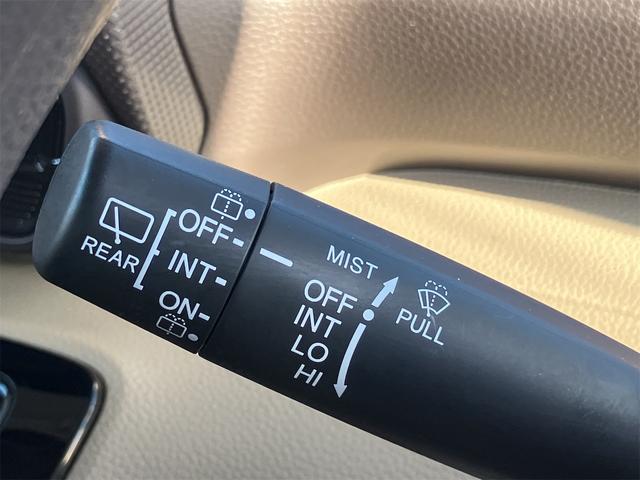 REAR
OFF
INT
ON
MIST
OFF
INT
LO
HI
PULL